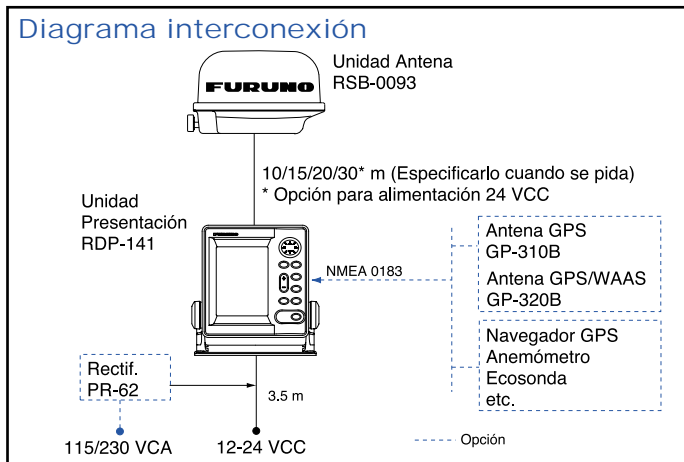 Diagrama interconexión
Unidad Antena
RSB-0093
FURUNO
10/15/20/30* m (Especificarlo cuando se pida)
* Opción para alimentación 24 VCC
Unidad
Presentación
RDP-141
FURUNO
NMEA 0183
Antena GPS
GP-310B
Antena GPS/WAAS
GP-320B
Navegador GPS
Anemómetro
Ecosonda
etc.
Rectif.
PR-62
3.5 m
115/230 VCA
12-24 VCC
Opción